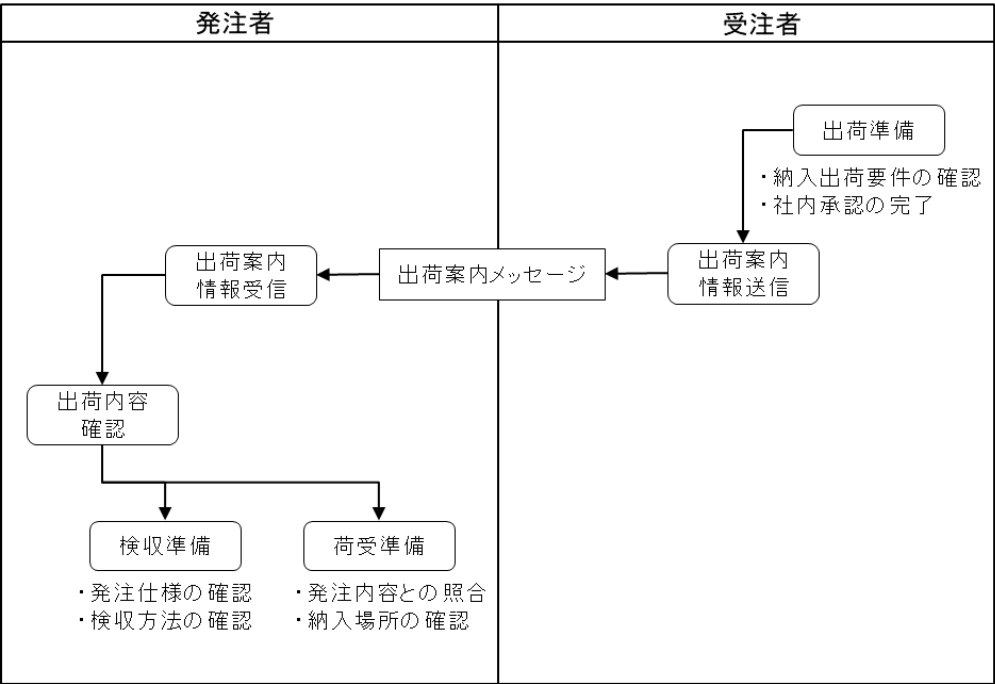 発注者
受注者
出荷準備
・納入出荷要件の確認
・社内承認の完了
出荷案内
情報受信
出荷案内メッセージ
出荷案内
情報送信
出荷内容
確認
検収準備
・発注仕様の確認
・検収方法の確認
荷受準備
・発注内容との照合
・納入場所の確認